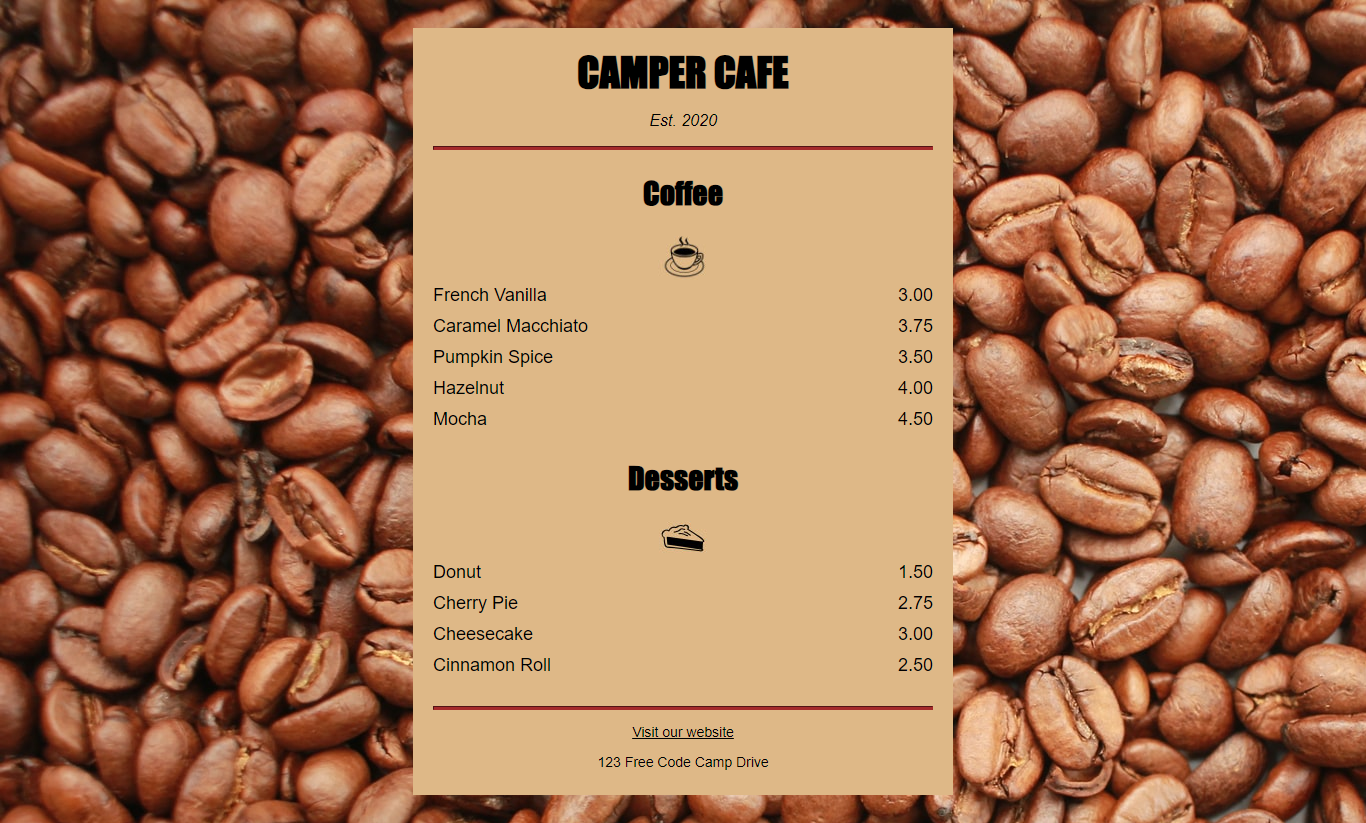 CAMPER CAFE
Est. 2020
Coffee
French Vanilla 3.00
Caramel Macchiato 3.75
Pumpkin Spice 3.50
Hazelnut 4.00
Mocha 4.50
Desserts
Donut 1.50
Cherry Pie 2.75
Cheesecake 3.00
Cinnamon Roll 2.50
Visit our website
123 Free Code Camp Drive